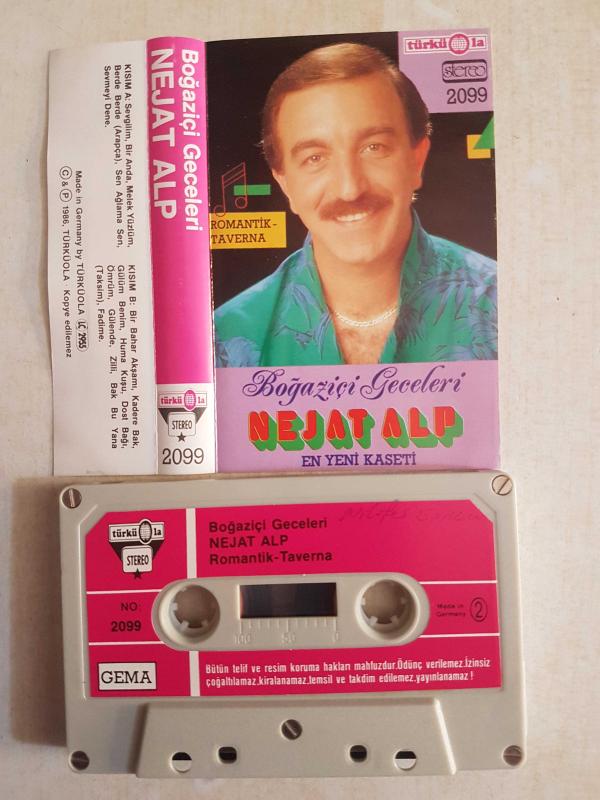 KISIM A: Sevgilim, Bir Anda, Melek Yüzlüm,
Berde Berde (Arapça), Sen Ağlama Sen,
Sevmeyi Dene.
KISIM B: Bir Bahar Akşamı, Kadere Bak,
Gülüm Benim, Huma Kuşu, Dost Bağı,
Ömrüm, Gülende, Zilli, Bak Bu Yana
(Taksim), Fadime.
Made in Germany by TÜRKÜOLA LC 2955
© & ℗ 1986, TÜRKÜOLA · Kopye edilemez
Boğaziçi Geceleri
NEJAT ALP
türkü la
STEREO
2099
türkü la
stereo
2099
ROMANTİK-
TAVERNA
Boğaziçi Geceleri
NEJAT ALP
EN YENİ KASETİ
türkü la
STEREO
Boğaziçi Geceleri
NEJAT ALP
Romantik-Taverna
NO:
2099
100 50 0
Made in
Germany
2
GEMA
Bütün telif ve resim koruma hakları mahfuzdur.Ödünç verilemez.İzinsiz
çoğaltılamaz,kiralanamaz,temsil ve takdim edilemez,yayınlanamaz!